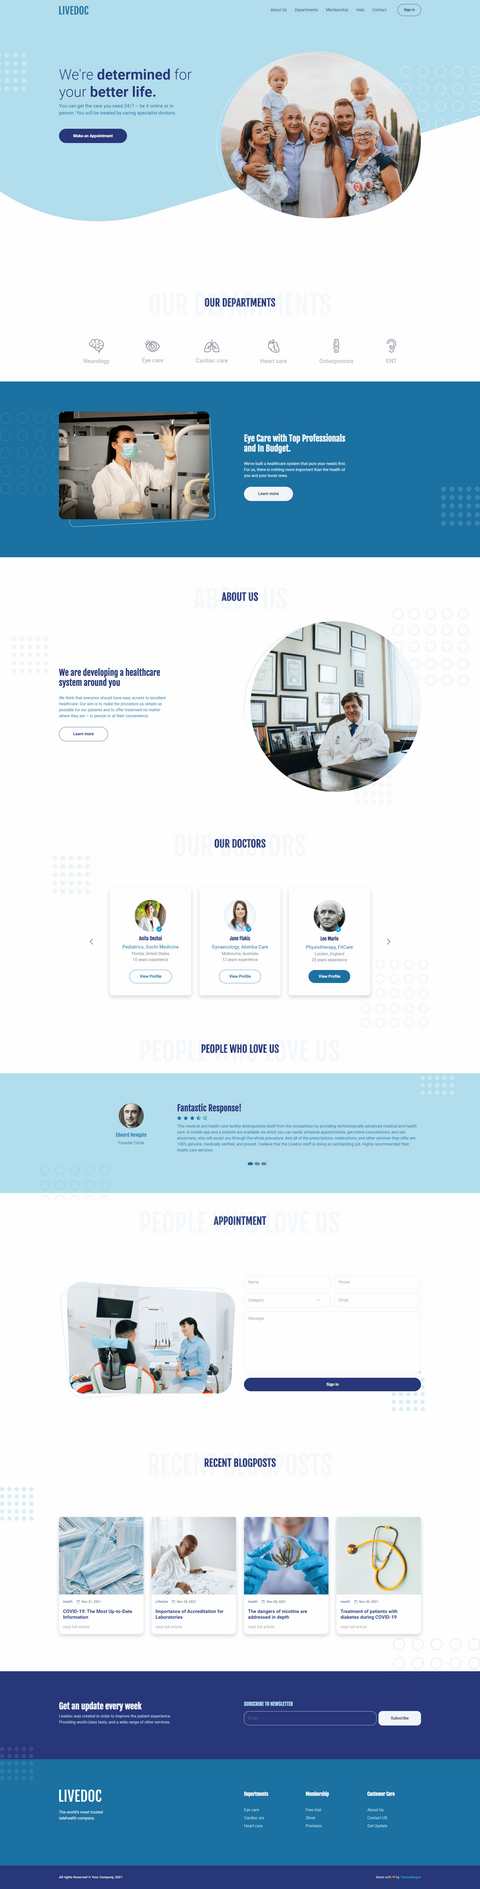 LIVEDOC
About Us
Departments
Membership
Help
Contact
Sign in
We're determined for
your better life.
You can get the care you need 24/7 – be it online or in
person. You will be treated by caring specialist doctors.
Make an Appointment
OUR DEPARTMENTS
OUR DEPARTMENTS
Neurology
Eye care
Cardiac care
Heart care
Osteoporosis
ENT
Eye Care with Top Professionals
and In Budget.
We've built a healthcare system that puts your needs first.
For us, there is nothing more important than the health of
you and your loved ones.
Learn more
ABOUT US
ABOUT US
We are developing a healthcare
system around you
We think that everyone should have easy access to excellent
healthcare. Our aim is to make the procedure as simple as
possible for our patients and to offer treatment no matter
where they are — in person or at their convenience.
Learn more
OUR DOCTORS
OUR DOCTORS
Anita Deshai
Pediatrics, Gochi Medicine
Florida, United States
10 years experience
View Profile
Jane Flakis
Gynaecology, Abenka Care
Melbourne, Australia
12 years experience
View Profile
Leo Mario
Physiotherapy, FitCare
London, England
25 years experience
View Profile
PEOPLE WHO LOVE US
PEOPLE WHO LOVE US
Edward Newgate
Founder Circle
Fantastic Response!
This medical and health care facility distinguishes itself from the competition by providing technologically advanced medical and health
care. A mobile app and a website are available via which you can easily schedule appointments, get online consultations, and see
physicians, who will assist you through the whole procedure. And all of the prescriptions, medications, and other services they offer are
100% genuine, medically verified, and proved. I believe that the Livedoc staff is doing an outstanding job. Highly recommended their
health care services.
PEOPLE WHO LOVE US
APPOINTMENT
Name
Phone
Category
Email
Message
Sign in
RECENT BLOGPOSTS
RECENT BLOGPOSTS
Health
Nov 21, 2021
COVID-19: The Most Up-to-Date
Information
read full article
Lifestyle
Nov 25, 2021
Importance of Accreditation for
Laboratories
read full article
Health
Nov 28, 2021
The dangers of nicotine are
addressed in depth
read full article
Health
Nov 30, 2021
Treatment of patients with
diabetes during COVID-19
read full article
Get an update every week
Livedoc was created in order to improve the patient experience.
Providing world-class tests, and a wide range of other services.
SUBSCRIBE TO NEWSLETTER
Email
Subscribe
LIVEDOC
The world's most trusted
telehealth company.
Departments
Eye care
Cardiac are
Heart care
Membership
Free trial
Silver
Premium
Customer Care
About Us
Contact US
Get Update
All rights Reserved © Your Company, 2021
Made with by